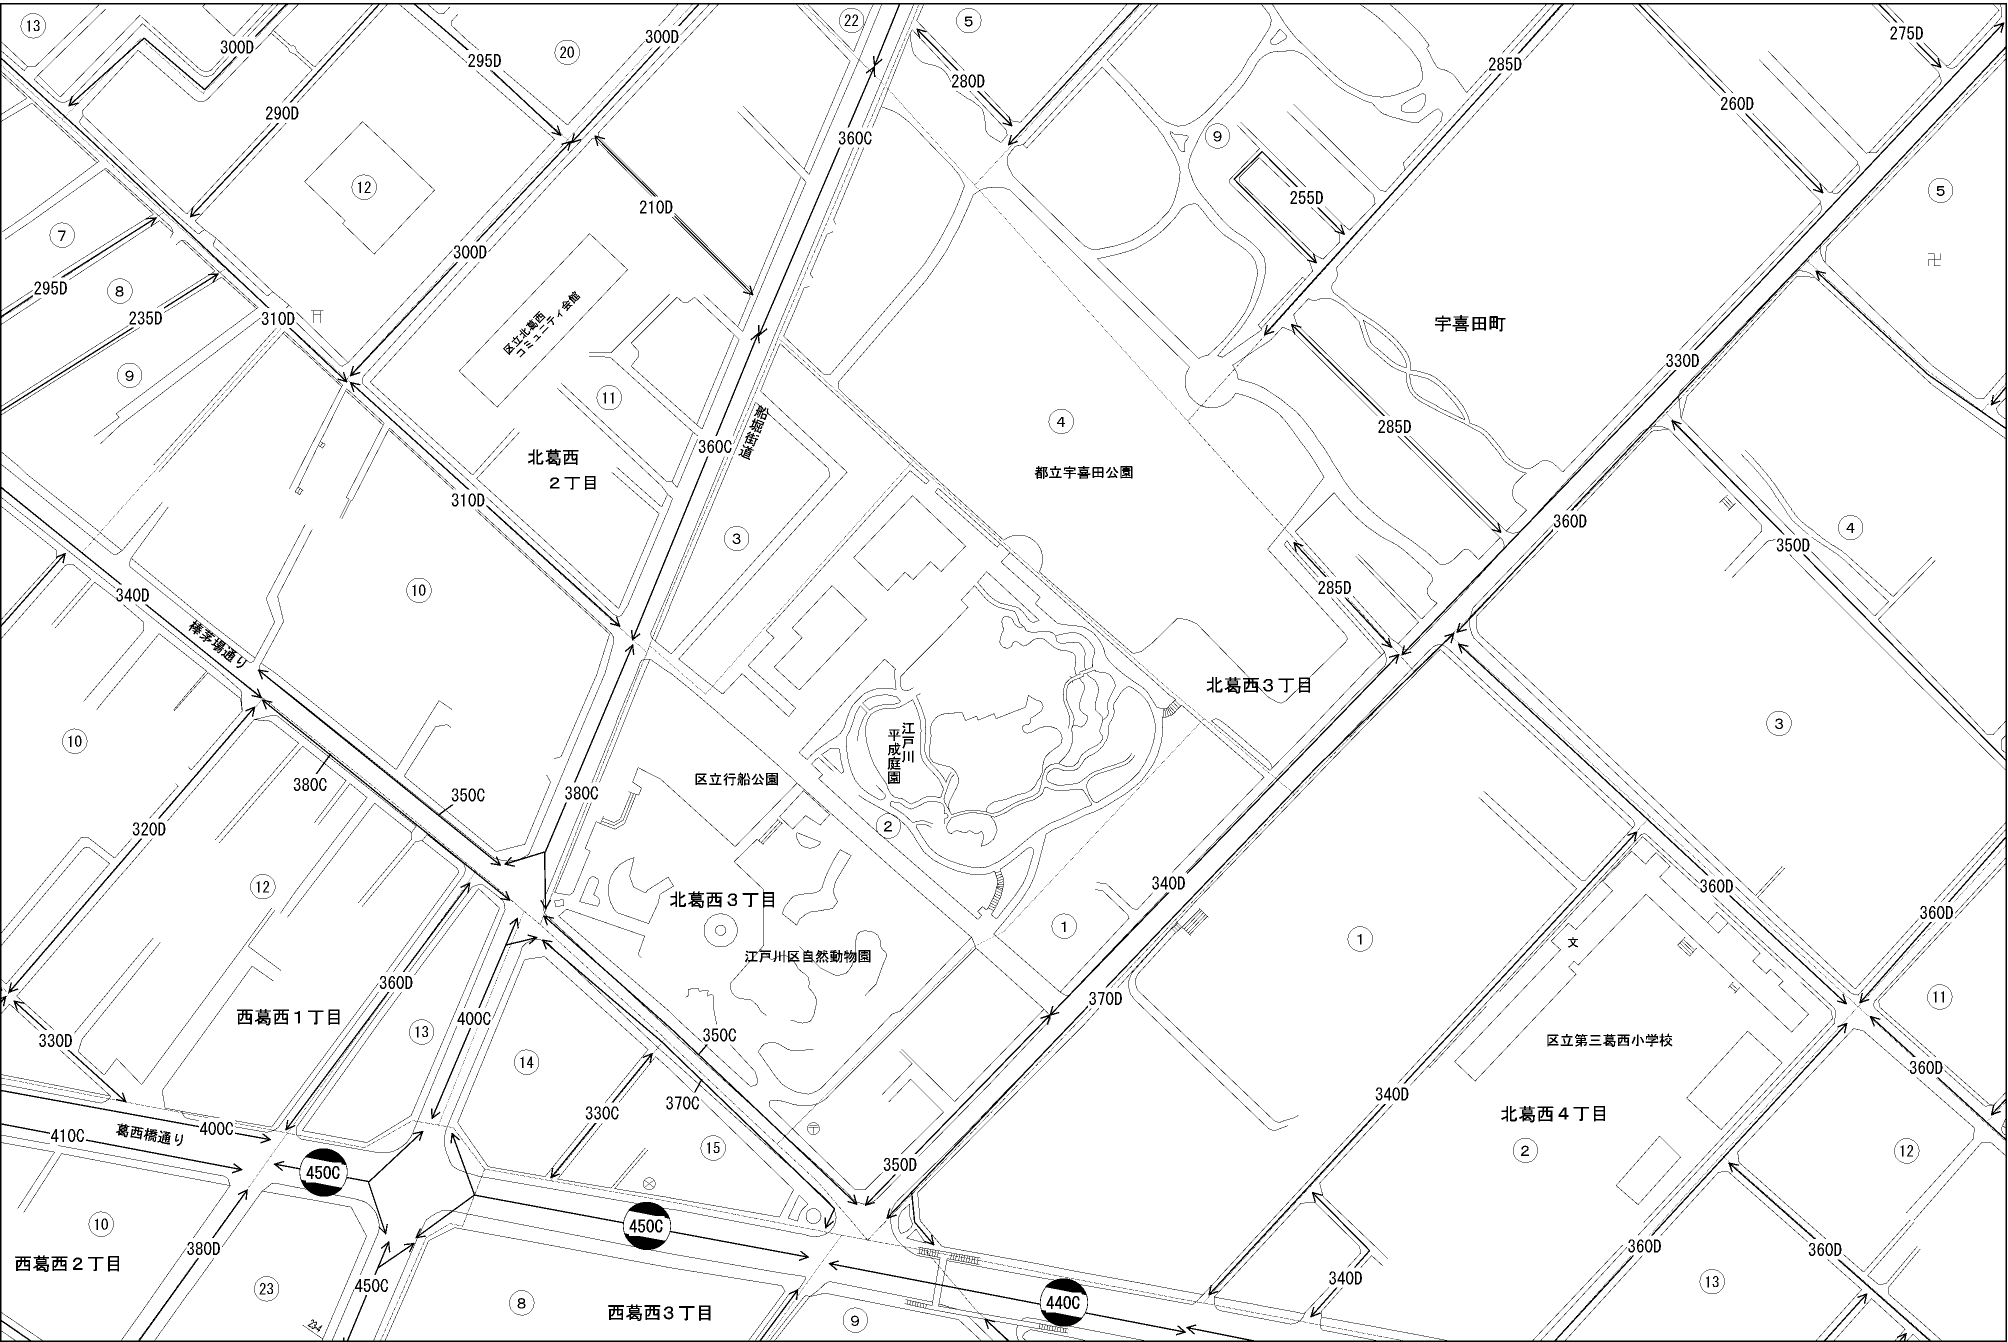 ⑬
300D
295D
⑳
300D
㉒
⑤
280D
285D
275D
290D
360C
⑨
260D
⑫
210D
255D
⑤
⑦
300D
295D
⑧
235D
310D
区立北葛西
コミュニティ会館
宇喜田町
330D
⑨
⑪
④
285D
船堀街道
360C
北葛西
2丁目
都立宇喜田公園
310D
③
360D
④
350D
340D
⑩
285D
棒茅場通り
北葛西3丁目
⑩
③
江戸川
平成庭園
区立行船公園
380C
350C
380C
320D
②
340D
⑫
北葛西3丁目
360D
360D
①
①
文
江戸川区自然動物園
360D
370D
⑪
西葛西1丁目
⑬
400C
330D
350C
区立第三葛西小学校
⑭
360D
340D
370C
330C
北葛西4丁目
400C
410C
葛西橋通り
⑮
②
⑫
450C
350D
⑩
450C
380D
360D
360D
西葛西2丁目
450C
340D
㉓
⑧
440C
⑬
西葛西3丁目
⑨
23-4